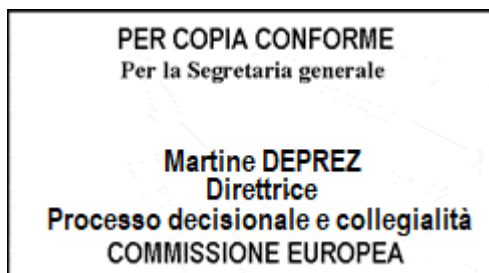 PER COPIA CONFORME
Per la Segretaria generale
Martine DEPREZ
Direttrice
Processo decisionale e collegialità
COMMISSIONE EUROPEA